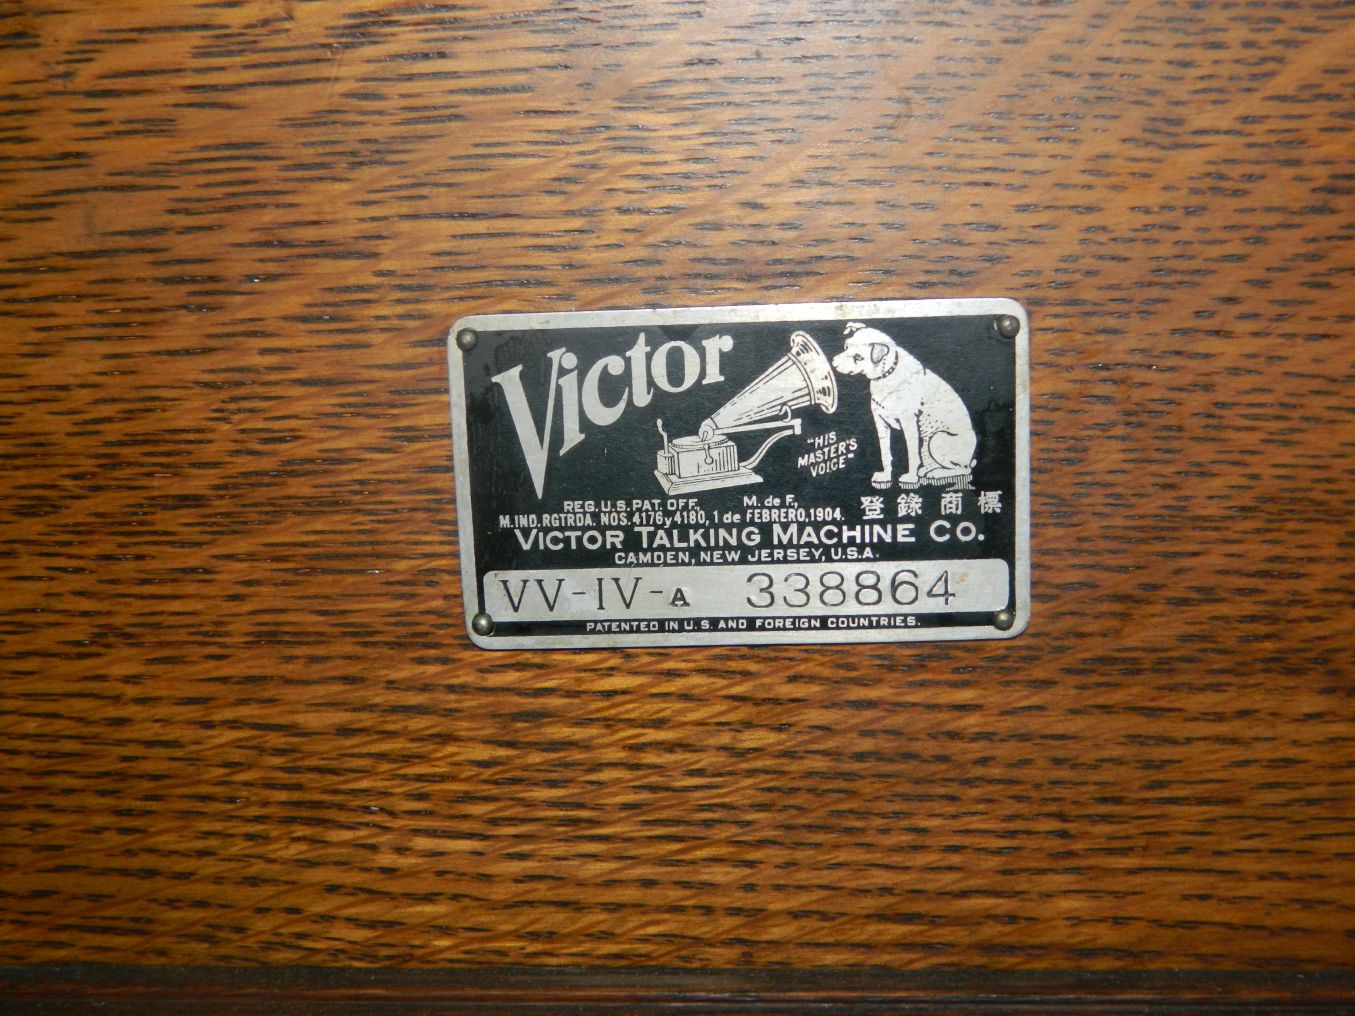 Victor
"HIS
MASTER'S
VOICE"
REG. U.S. PAT. OFF. M. de F.,
M. IND. RGTRDA. NOS. 4176 y 4180, 1 de FEBRERO, 1904. 登錄商標
VICTOR TALKING MACHINE CO.
CAMDEN, NEW JERSEY, U.S.A.
VV-IV-A 338864
PATENTED IN U.S. AND FOREIGN COUNTRIES.